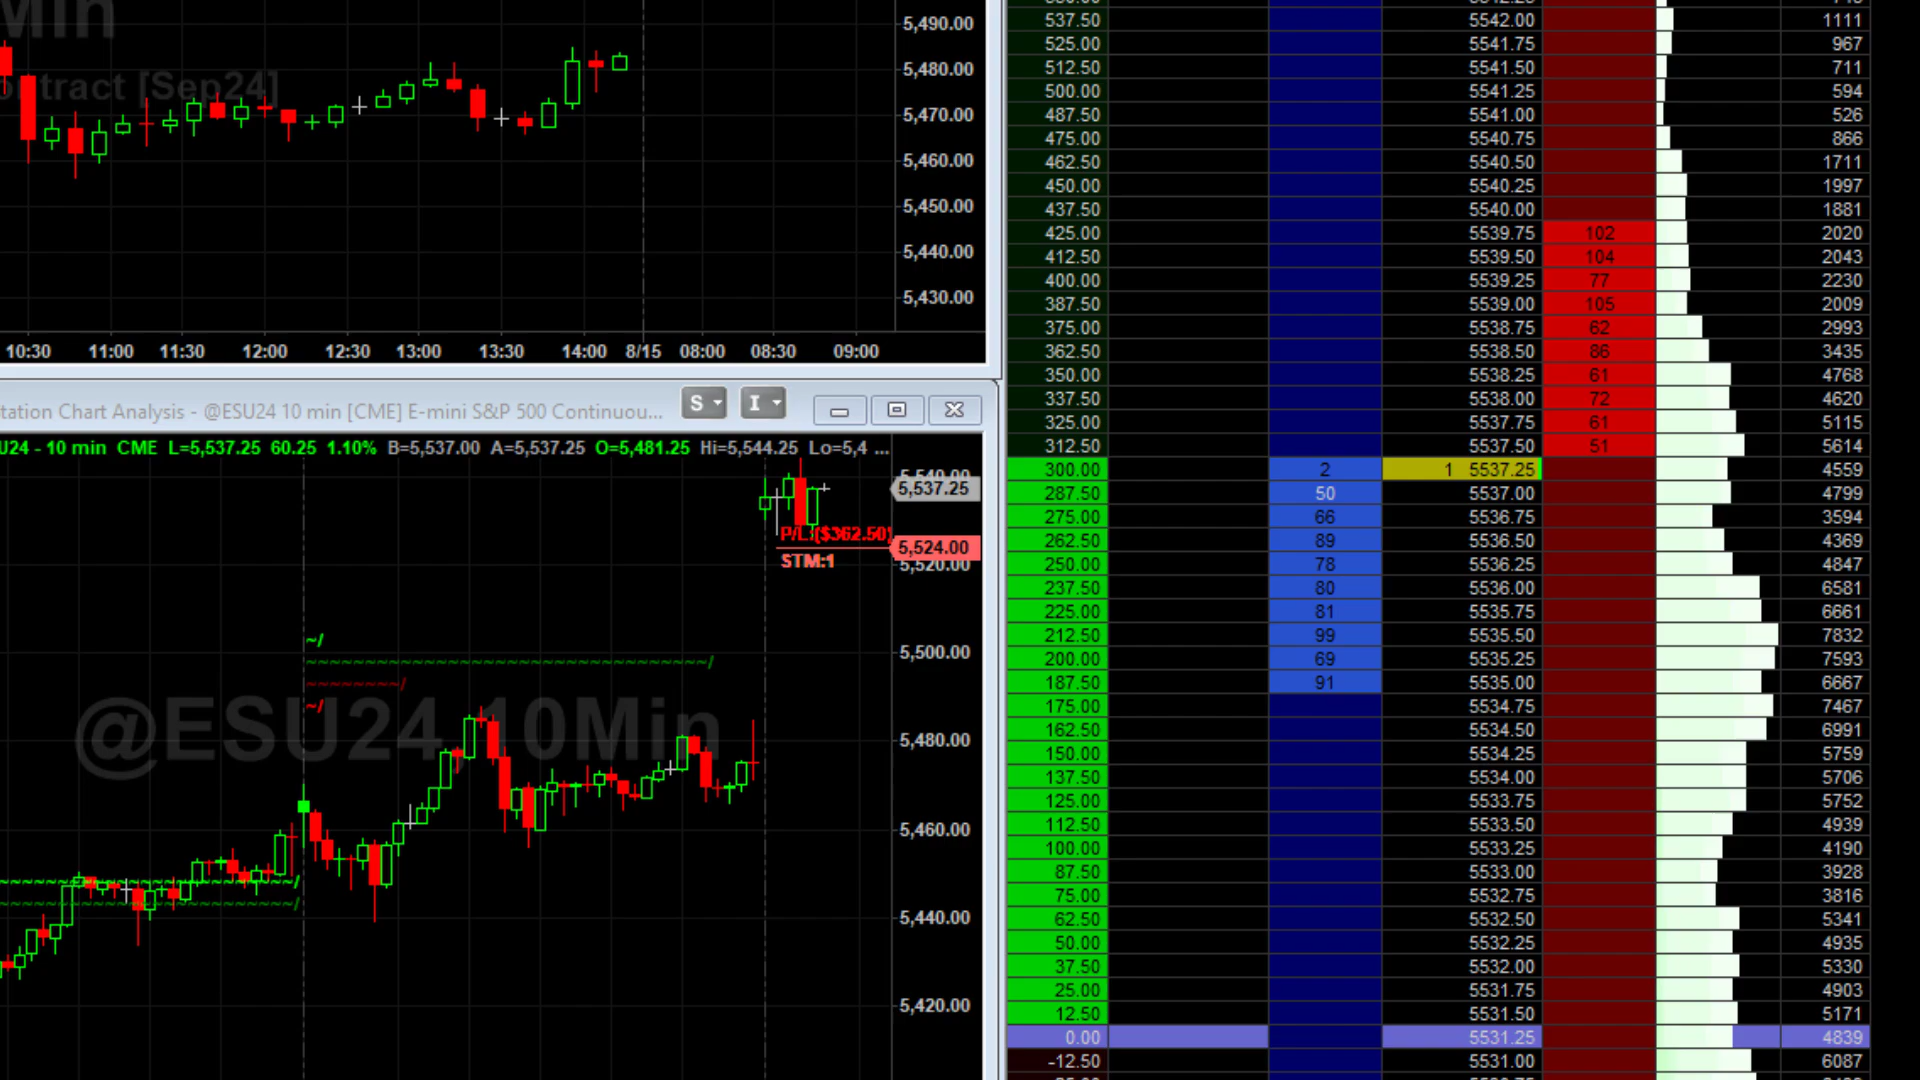 Min
ontract [Sep24]
5,490.00
5,480.00
5,470.00
5,460.00
5,450.00
5,440.00
5,430.00
10:30 11:00 11:30 12:00 12:30 13:00 13:30 14:00 8/15 08:00 08:30 09:00
tation Chart Analysis - @ESU24 10 min [CME] E-mini S&P 500 Continuou...
S I
U24 - 10 min CME L=5,537.25 60.25 1.10% B=5,537.00 A=5,537.25 O=5,481.25 Hi=5,544.25 Lo=5,4 ...
5,540.00
5,537.25
P/L:($362.50)
5,524.00
STM:1
5,520.00
5,500.00
@ESU24 10Min
5,480.00
5,460.00
5,440.00
5,420.00
537.50 5542.00 1111
525.00 5541.75 967
512.50 5541.50 711
500.00 5541.25 594
487.50 5541.00 526
475.00 5540.75 866
462.50 5540.50 1711
450.00 5540.25 1997
437.50 5540.00 1881
425.00 5539.75 102 2020
412.50 5539.50 104 2043
400.00 5539.25 77 2230
387.50 5539.00 105 2009
375.00 5538.75 62 2993
362.50 5538.50 86 3435
350.00 5538.25 61 4768
337.50 5538.00 72 4620
325.00 5537.75 61 5115
312.50 5537.50 51 5614
300.00 2 1 5537.25 4559
287.50 50 5537.00 4799
275.00 66 5536.75 3594
262.50 89 5536.50 4369
250.00 78 5536.25 4847
237.50 80 5536.00 6581
225.00 81 5535.75 6661
212.50 99 5535.50 7832
200.00 69 5535.25 7593
187.50 91 5535.00 6667
175.00 5534.75 7467
162.50 5534.50 6991
150.00 5534.25 5759
137.50 5534.00 5706
125.00 5533.75 5752
112.50 5533.50 4939
100.00 5533.25 4190
87.50 5533.00 3928
75.00 5532.75 3816
62.50 5532.50 5341
50.00 5532.25 4935
37.50 5532.00 5330
25.00 5531.75 4903
12.50 5531.50 5171
0.00 5531.25 4839
-12.50 5531.00 6087